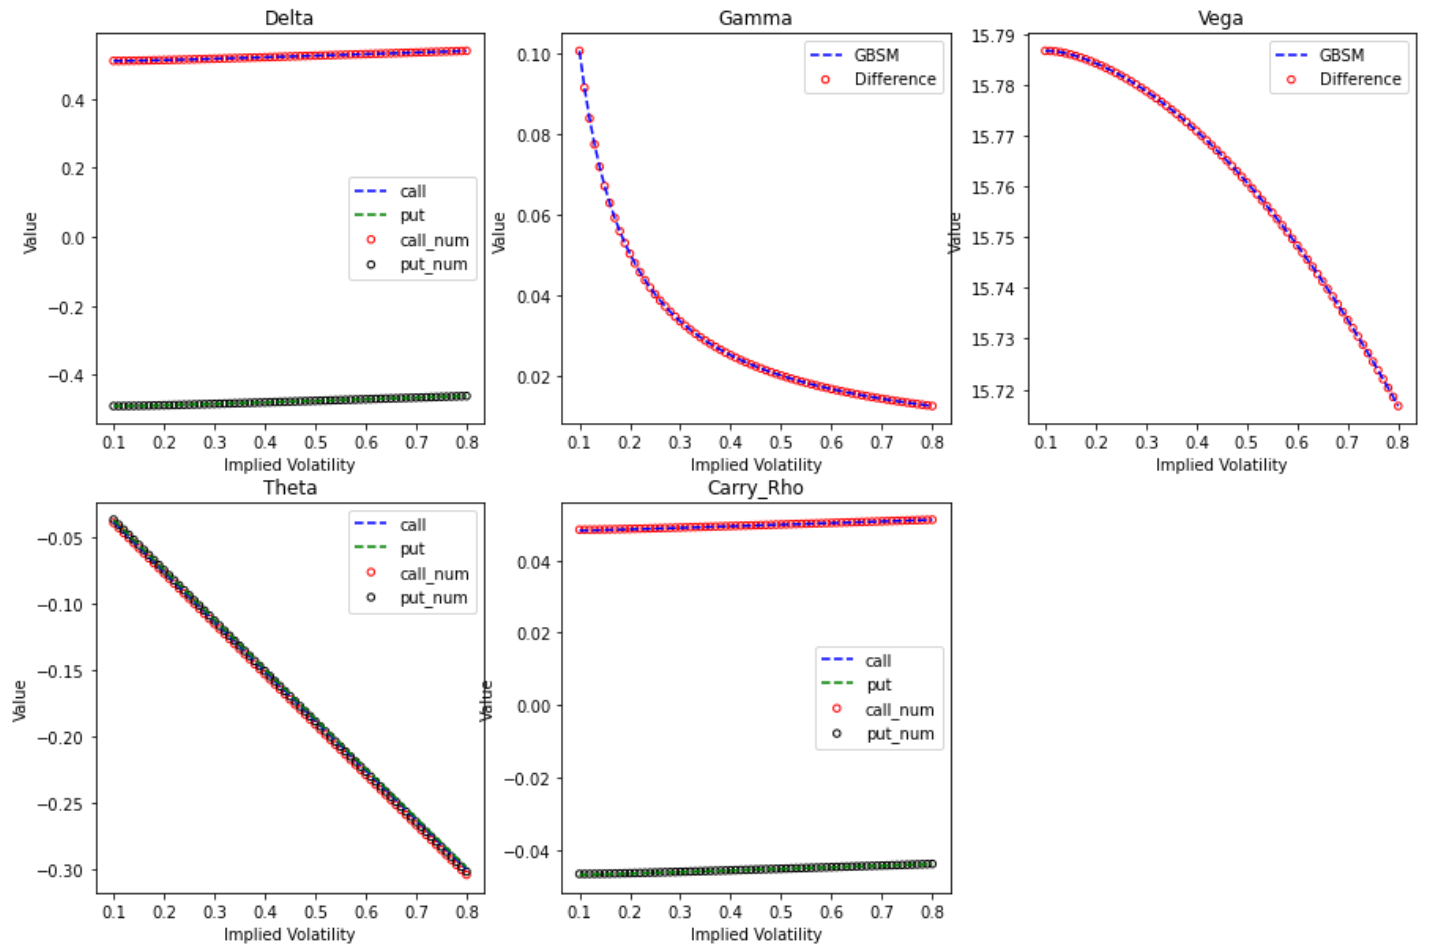 Delta
Value
0.4
0.2
0.0
−0.2
−0.4
call
put
call_num
put_num
0.1 0.2 0.3 0.4 0.5 0.6 0.7 0.8
Implied Volatility
Gamma
Value
0.10
0.08
0.06
0.04
0.02
GBSM
Difference
0.1 0.2 0.3 0.4 0.5 0.6 0.7 0.8
Implied Volatility
Vega
Value
15.79
15.78
15.77
15.76
15.75
15.74
15.73
15.72
GBSM
Difference
0.1 0.2 0.3 0.4 0.5 0.6 0.7 0.8
Implied Volatility
Theta
Value
−0.05
−0.10
−0.15
−0.20
−0.25
−0.30
call
put
call_num
put_num
0.1 0.2 0.3 0.4 0.5 0.6 0.7 0.8
Implied Volatility
Carry_Rho
Value
0.04
0.02
0.00
−0.02
−0.04
call
put
call_num
put_num
0.1 0.2 0.3 0.4 0.5 0.6 0.7 0.8
Implied Volatility